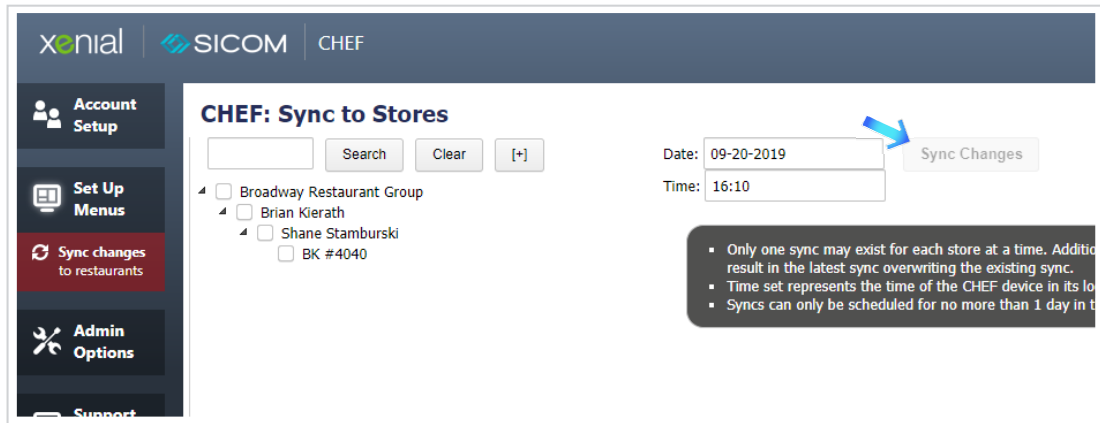 xenial SICOM CHEF
Account
Setup
Set Up
Menus
Sync changes
to restaurants
Admin
Options
Support
CHEF: Sync to Stores
Search Clear [+]
Date: 09-20-2019 Sync Changes
Time: 16:10
Broadway Restaurant Group
Brian Kierath
Shane Stamburski
BK #4040
Only one sync may exist for each store at a time. Additio
result in the latest sync overwriting the existing sync.
Time set represents the time of the CHEF device in its lo
Syncs can only be scheduled for no more than 1 day in t